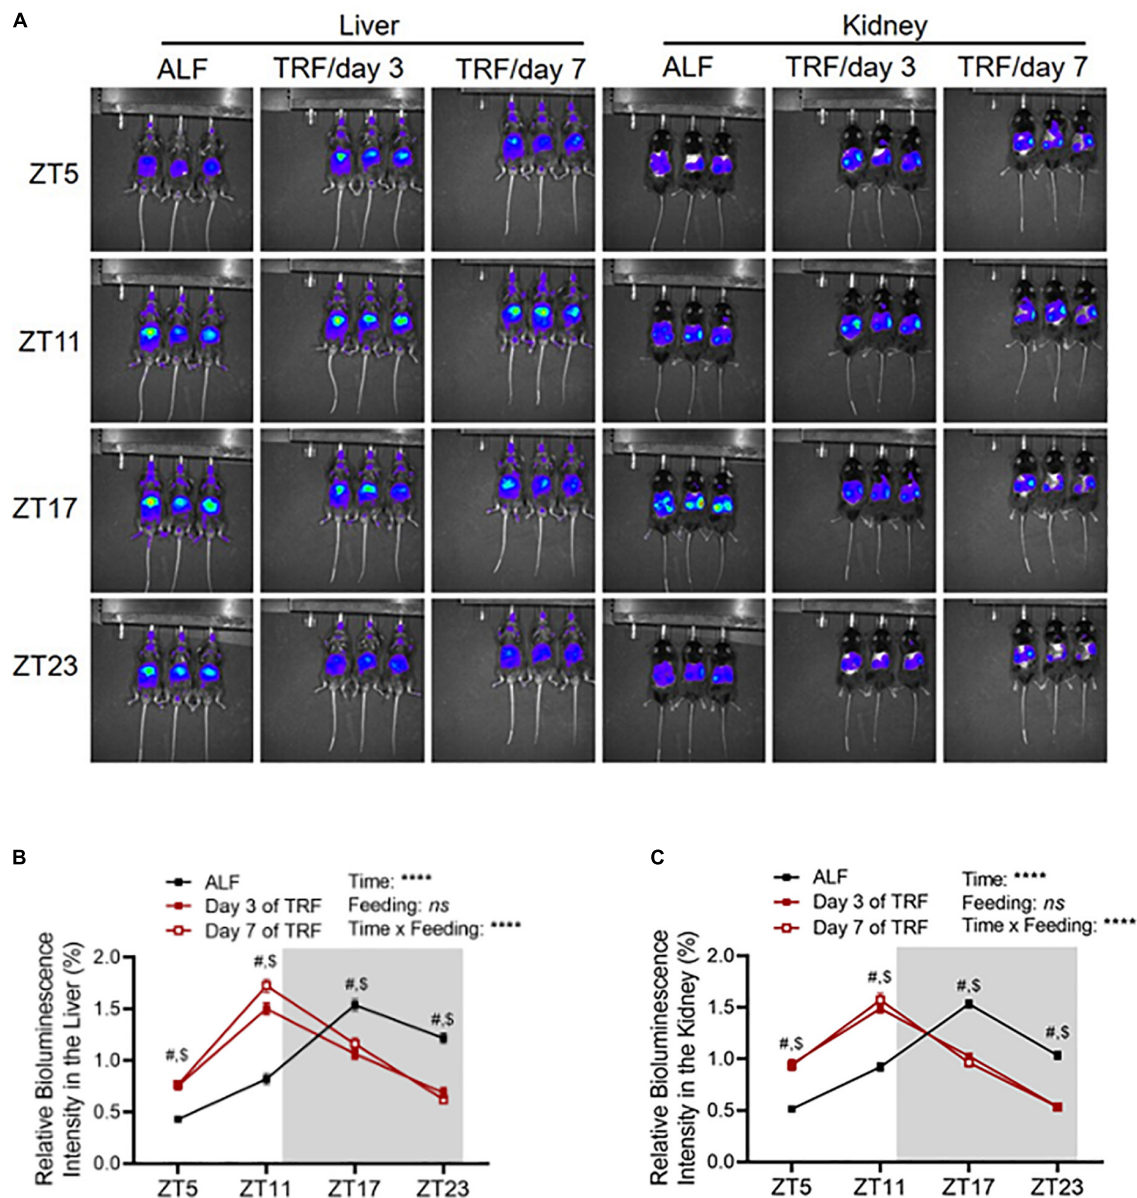 A
Liver
Kidney
ALF
TRF/day 3
TRF/day 7
ALF
TRF/day 3
TRF/day 7
ZT5
ZT11
ZT17
ZT23
B
ALF
Day 3 of TRF
Day 7 of TRF
Time: ****
Feeding: ns
Time x Feeding: ****
Relative Bioluminescence
Intensity in the Liver (%)
2.0
1.5
1.0
0.5
0.0
#,$
#,$
#,$
#,$
ZT5
ZT11
ZT17
ZT23
C
ALF
Day 3 of TRF
Day 7 of TRF
Time: ****
Feeding: ns
Time x Feeding: ****
Relative Bioluminescence
Intensity in the Kidney (%)
2.0
1.5
1.0
0.5
0.0
#,$
#,$
#,$
#,$
ZT5
ZT11
ZT17
ZT23